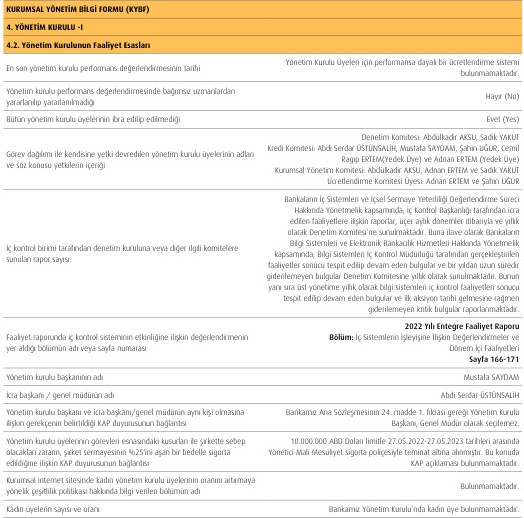 KURUMSAL YÖNETİM BİLGİ FORMU (KYBF)
4. YÖNETİM KURULU -I
4.2. Yönetim Kurulunun Faaliyet Esasları
En son yönetim kurulu performans değerlendirmesinin tarihi
Yönetim Kurulu Üyeleri için performansa dayalı bir ücretlendirme sistemi
bulunmamaktadır.
Yönetim kurulu performans değerlendirmesinde bağımsız uzmanlardan
yararlanılıp yararlanılmadığı
Hayır (No)
Bütün yönetim kurulu üyelerinin ibra edilip edilmediği
Evet (Yes)
Görev dağılımı ile kendisine yetki devredilen yönetim kurulu üyelerinin adları
ve söz konusu yetkilerin içeriği
Denetim Komitesi: Abdülkadir AKSU, Sadık YAKUT
Kredi Komitesi: Abdi Serdar ÜSTÜNSALİH, Mustafa SAYDAM, Şahin UĞUR, Cemil
Ragıp ERTEM(Yedek Üye) ve Adnan ERTEM (Yedek Üye)
Kurumsal Yönetim Komitesi: Abdülkadir AKSU, Adnan ERTEM ve Sadık YAKUT
Ücretlendirme Komitesi Üyesi: Adnan ERTEM ve Şahin UĞUR
İç kontrol birimi tarafından denetim kuruluna veya diğer ilgili komitelere
sunulan rapor sayısı
Bankaların İç Sistemleri ve İçsel Sermaye Yeterliliği Değerlendirme Süreci
Hakkında Yönetmelik kapsamında; İç Kontrol Başkanlığı tarafından icra
edilen faaliyetlere ilişkin raporlar, üçer aylık dönemler itibarıyla ve yıllık
olarak Denetim Komitesi'ne sunulmaktadır. Buna ilave olarak Bankaların
Bilgi Sistemleri ve Elektronik Bankacılık Hizmetleri Hakkında Yönetmelik
kapsamında; Bilgi Sistemleri İç Kontrol Müdürlüğü tarafından gerçekleştirilen
faaliyetler sonucu tespit edilip devam eden bulgular ve bir yıldan uzun süredir
giderilemeyen bulgular Denetim Komitesine yıllık olarak sunulmaktadır. Bunun
yanı sıra üst yönetime yıllık olarak bilgi sistemleri iç kontrol faaliyetleri sonucu
tespit edilip devam eden bulgular ve ilk aksiyon tarihi gelmesine rağmen
giderilemeyen kritik bulgular raporlanmaktadır.
Faaliyet raporunda iç kontrol sisteminin etkinliğine ilişkin değerlendirmenin
yer aldığı bölümün adı veya sayfa numarası
2022 Yılı Entegre Faaliyet Raporu
Bölüm: İç Sistemlerin İşleyişine İlişkin Değerlendirmeler ve
Dönem İçi Faaliyetleri
Sayfa 166-171
Yönetim kurulu başkanının adı
Mustafa SAYDAM
İcra başkanı / genel müdürün adı
Abdi Serdar ÜSTÜNSALİH
Yönetim kurulu başkanı ve icra başkanı/genel müdürün aynı kişi olmasına
ilişkin gerekçenin belirtildiği KAP duyurusunun bağlantısı
Bankamız Ana Sözleşmesinin 24. madde 1. fıkrası gereği Yönetim Kurulu
Başkanı, Genel Müdür olarak seçilemez.
Yönetim kurulu üyelerinin görevleri esnasındaki kusurları ile şirkette sebep
olacakları zararın, şirket sermayesinin %25'ini aşan bir bedelle sigorta
edildiğine ilişkin KAP duyurusunun bağlantısı
10.000.000 ABD Doları limitle 27.05.2022-27.05.2023 tarihleri arasında
Yönetici Mali Mesuliyet sigorta poliçesiyle teminat altına alınmıştır. Bu konuda
KAP açıklaması bulunmamaktadır.
Kurumsal internet sitesinde kadın yönetim kurulu üyelerinin oranını artırmaya
yönelik çeşitlilik politikası hakkında bilgi verilen bölümün adı
Bulunmamaktadır.
Kadın üyelerin sayısı ve oranı
Bankamız Yönetim Kurulu'nda kadın üye bulunmamaktadır.